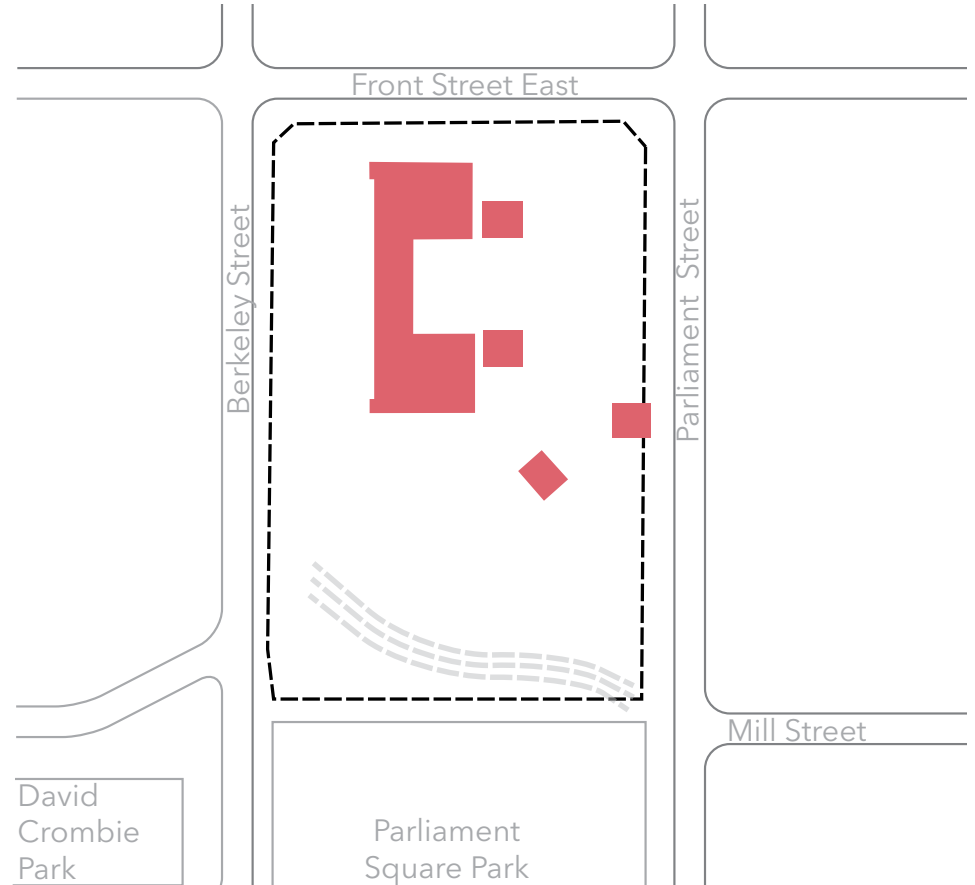 Front Street East
Berkeley Street
Parliament Street
Mill Street
David
Crombie
Park
Parliament
Square Park